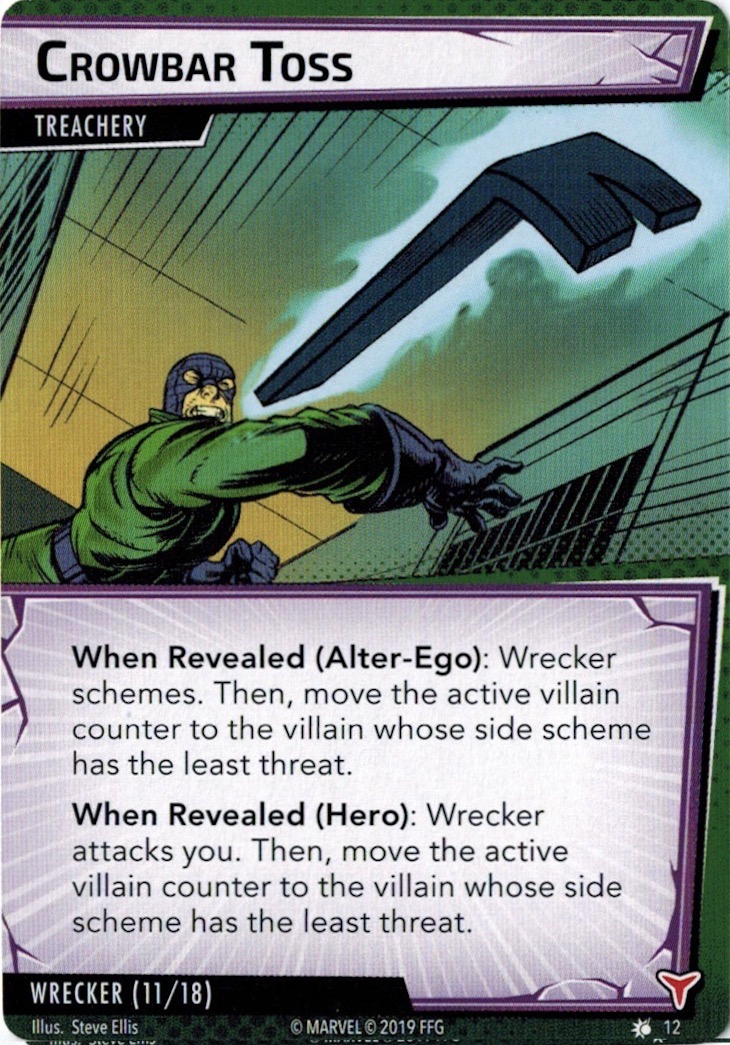 CROWBAR TOSS
TREACHERY
When Revealed (Alter-Ego): Wrecker
schemes. Then, move the active villain
counter to the villain whose side scheme
has the least threat.
When Revealed (Hero): Wrecker
attacks you. Then, move the active
villain counter to the villain whose side
scheme has the least threat.
WRECKER (11/18)
Illus. Steve Ellis
© MARVEL © 2019 FFG
12